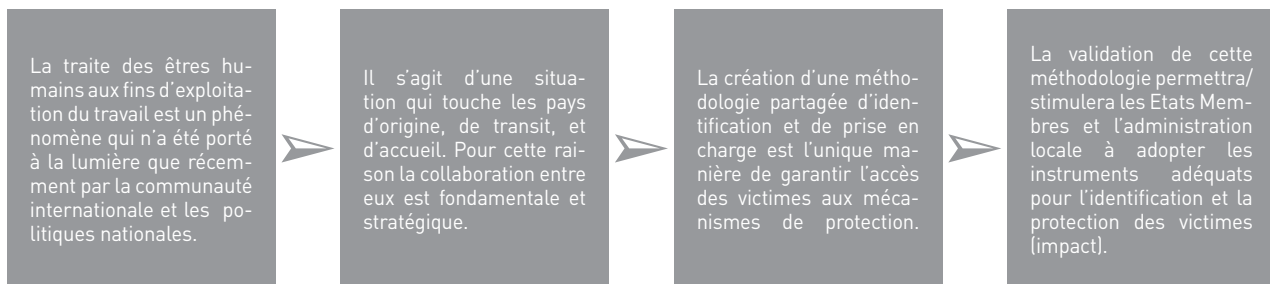 La traite des êtres hu-
mains aux fins d'exploita-
tion du travail est un phé-
nomène qui n'a été porté
à la lumière que récem-
ment par la communauté
internationale et les po-
litiques nationales.
Il s'agit d'une situa-
tion qui touche les pays
d'origine, de transit, et
d'accueil. Pour cette rai-
son la collaboration entre
eux est fondamentale et
stratégique.
La création d'une métho-
dologie partagée d'iden-
tification et de prise en
charge est l'unique ma-
nière de garantir l'accès
des victimes aux méca-
nismes de protection.
La validation de cette
méthodologie permettra/
stimulera les Etats Mem-
bres et l'administration
locale à adopter les
instruments adéquats
pour l'identification et la
protection des victimes
(impact).